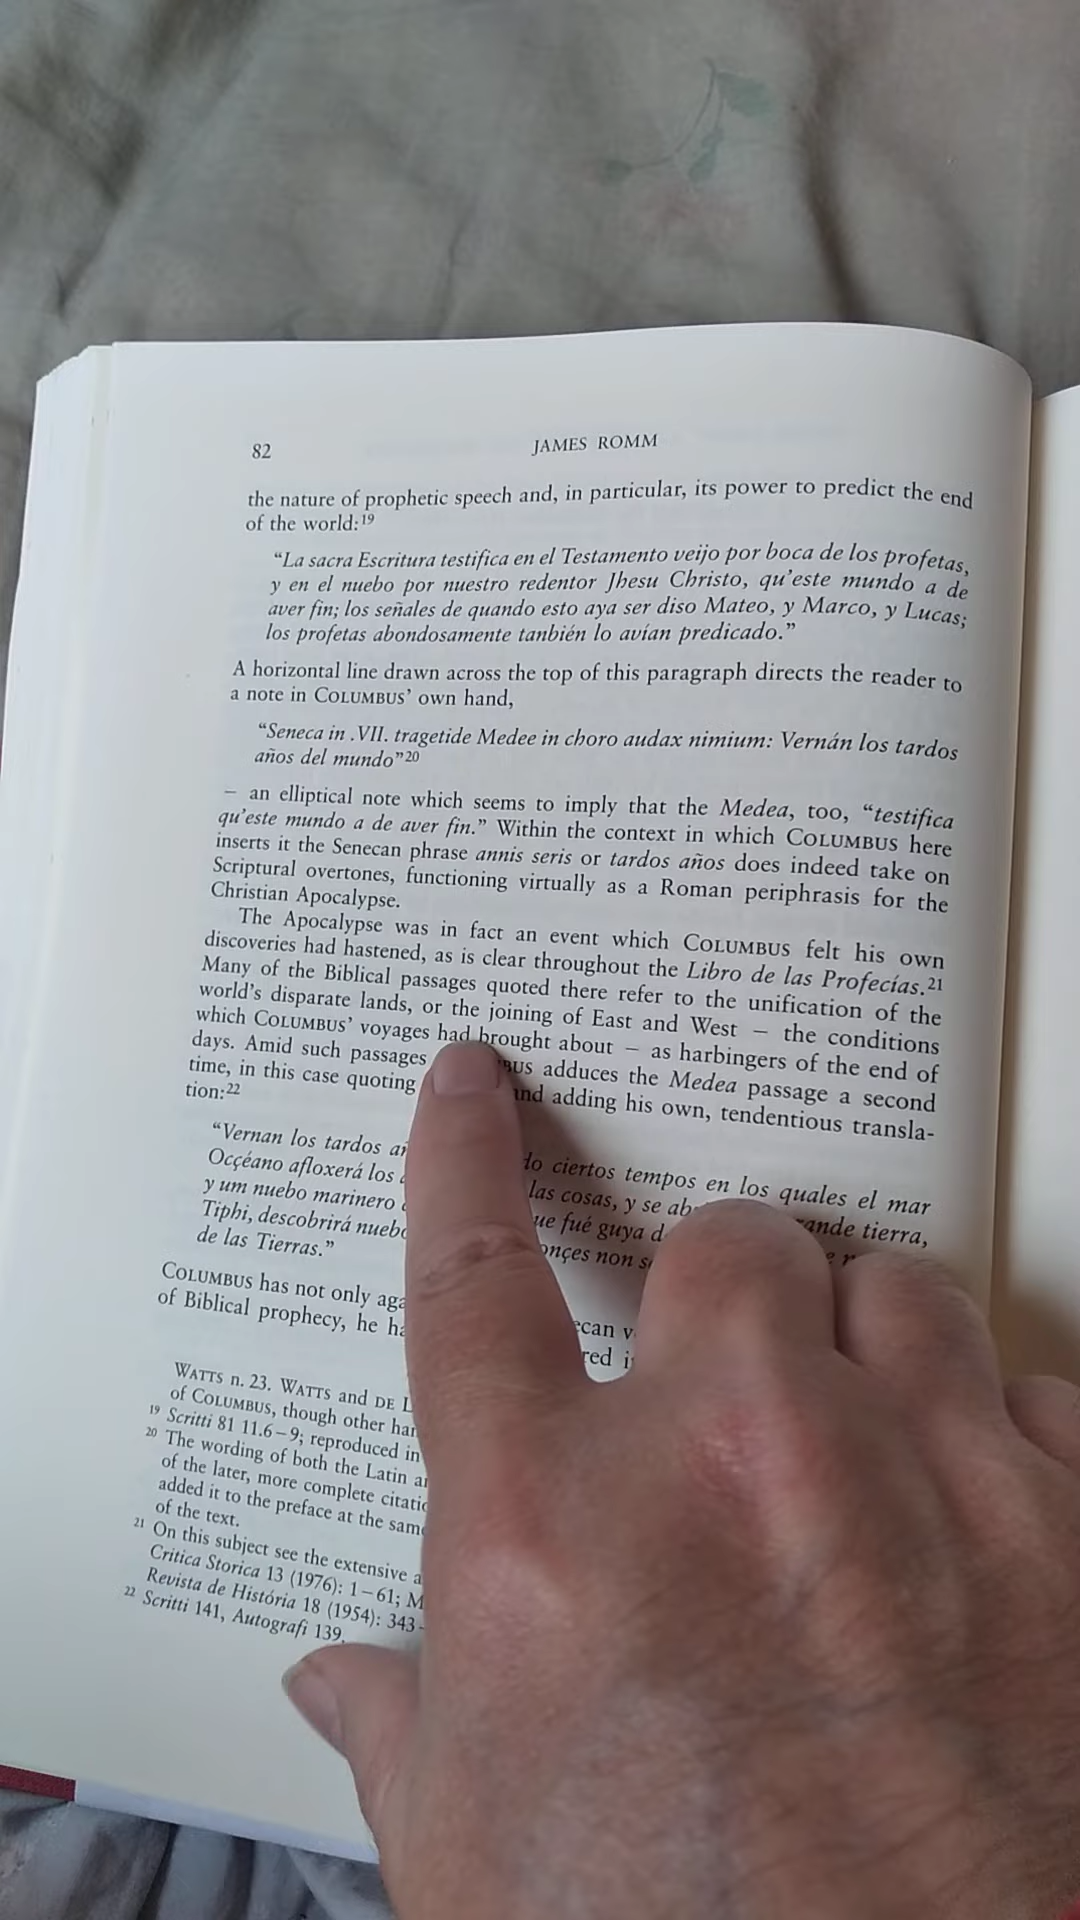 82
JAMES ROMM
the nature of prophetic speech and, in particular, its power to predict the end
of the world:19
“La sacra Escritura testifica en el Testamento veijo por boca de los profetas,
y en el nuebo por nuestro redentor Jhesu Christo, qu’este mundo a de
aver fin; los señales de quando esto aya ser diso Mateo, y Marco, y Lucas;
los profetas abondosamente tanbién lo avían predicado.”
A horizontal line drawn across the top of this paragraph directs the reader to
a note in COLUMBUS’ own hand,
“Seneca in .VII. tragetide Medee in choro audax nimium: Vernán los tardos
años del mundo”20
– an elliptical note which seems to imply that the Medea, too, “testifica
qu’este mundo a de aver fin.” Within the context in which COLUMBUS here
inserts it the Senecan phrase annis seris or tardos años does indeed take on
Scriptural overtones, functioning virtually as a Roman periphrasis for the
Christian Apocalypse.
The Apocalypse was in fact an event which COLUMBUS felt his own
discoveries had hastened, as is clear throughout the Libro de las Profecías.21
Many of the Biblical passages quoted there refer to the unification of the
world’s disparate lands, or the joining of East and West – the conditions
which COLUMBUS’ voyages had brought about – as harbingers of the end of
days. Amid such passages adduces the Medea passage a second
time, in this case quoting and adding his own, tendentious transla-
tion:22
“Vernan los tardos ciertos tempos en los quales el mar
Occéano afloxerá los las cosas, y se tierra,
y um nuebo marinero fué guya
Tiphi, descobrirá non
de las Tierras.”
COLUMBUS has not only
of Biblical prophecy, he
WATTS n. 23. WATTS and DE
of COLUMBUS, though other
19 Scritti 81 11.6–9; reproduced in
20 The wording of both the Latin
of the later, more complete
added it to the preface at the
of the text.
21 On this subject see the extensive
Critica Storica 13 (1976): 1–61;
Revista de História 18 (1954): 343
22 Scritti 141, Autografi 139.